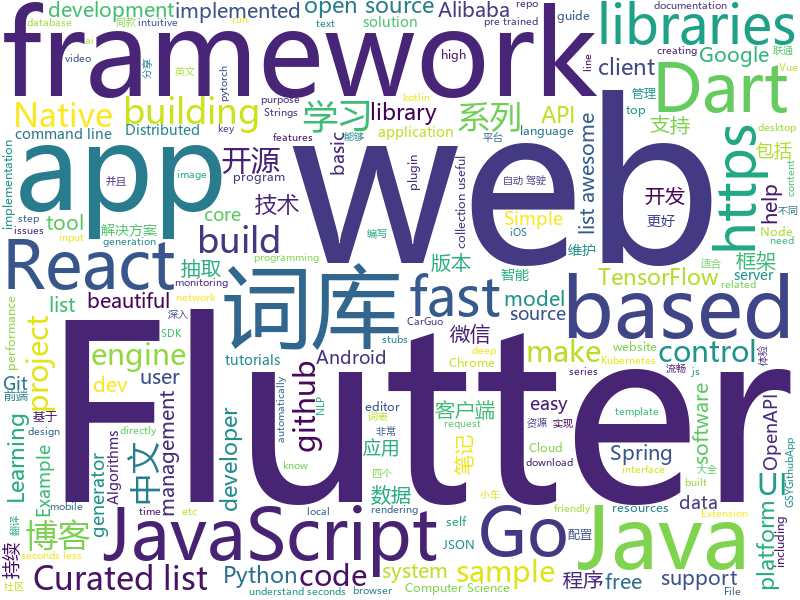 development
implemented
open source
Alibaba
documentation
repo
database
同款
intuitive
run
pre trained
ai
video
分享
英文
text
solution
guide
creating
Vue
联通
framework
high
line
client
Google
libraries
Native
building
pytorch
kotlin
purpose
Strings
key
学习
系列
library
API
管理
desktop
command line
Distributed
features
application
language
top
Dart
app
web
https
开源
basic
plugin
能够
平台
支持
包括
implementation
并且
image
program
技术
core
collection useful
Simple
list awesome
开发
help
content
step
issues
tool
解决方案
build
编写
iOS
自动 驾驶
更好
Node
不同
need
React
抽取
词库
fast
版本
智能
维护
框架
input
generation
monitoring
programming
TensorFlow
适合
server
related
list
beautiful
model
based
performance
project
engine
network
SDK
微信
source
深入
CarGuo
stubs
make
control
Git
dev
user
tutorials
Android
deep
Chrome
website
Kubernetes
体验
series
流畅
js
前端
基于
github
automatically
NLP
Flutter
Learning
design
中文
management
developer
客户端
editor
easy
template
software
OpenAPI
GSYGithubApp
Example
Algorithms
generator
应用
词表
非常
request
资源
实现
Spring
大全
UI
博客
directly
know
数据
笔记
四个
小车
Cloud
download
interface
built
mobile
time
etc
local
rendering
JavaScript
Go
Java
data
配置
resources
including
持续
翻译
社区
Curated list
seconds less
Python
code
self
JSON
understand seconds
browser
system
sample
Computer Science
File
程序
free
support
friendly
Extension
platform